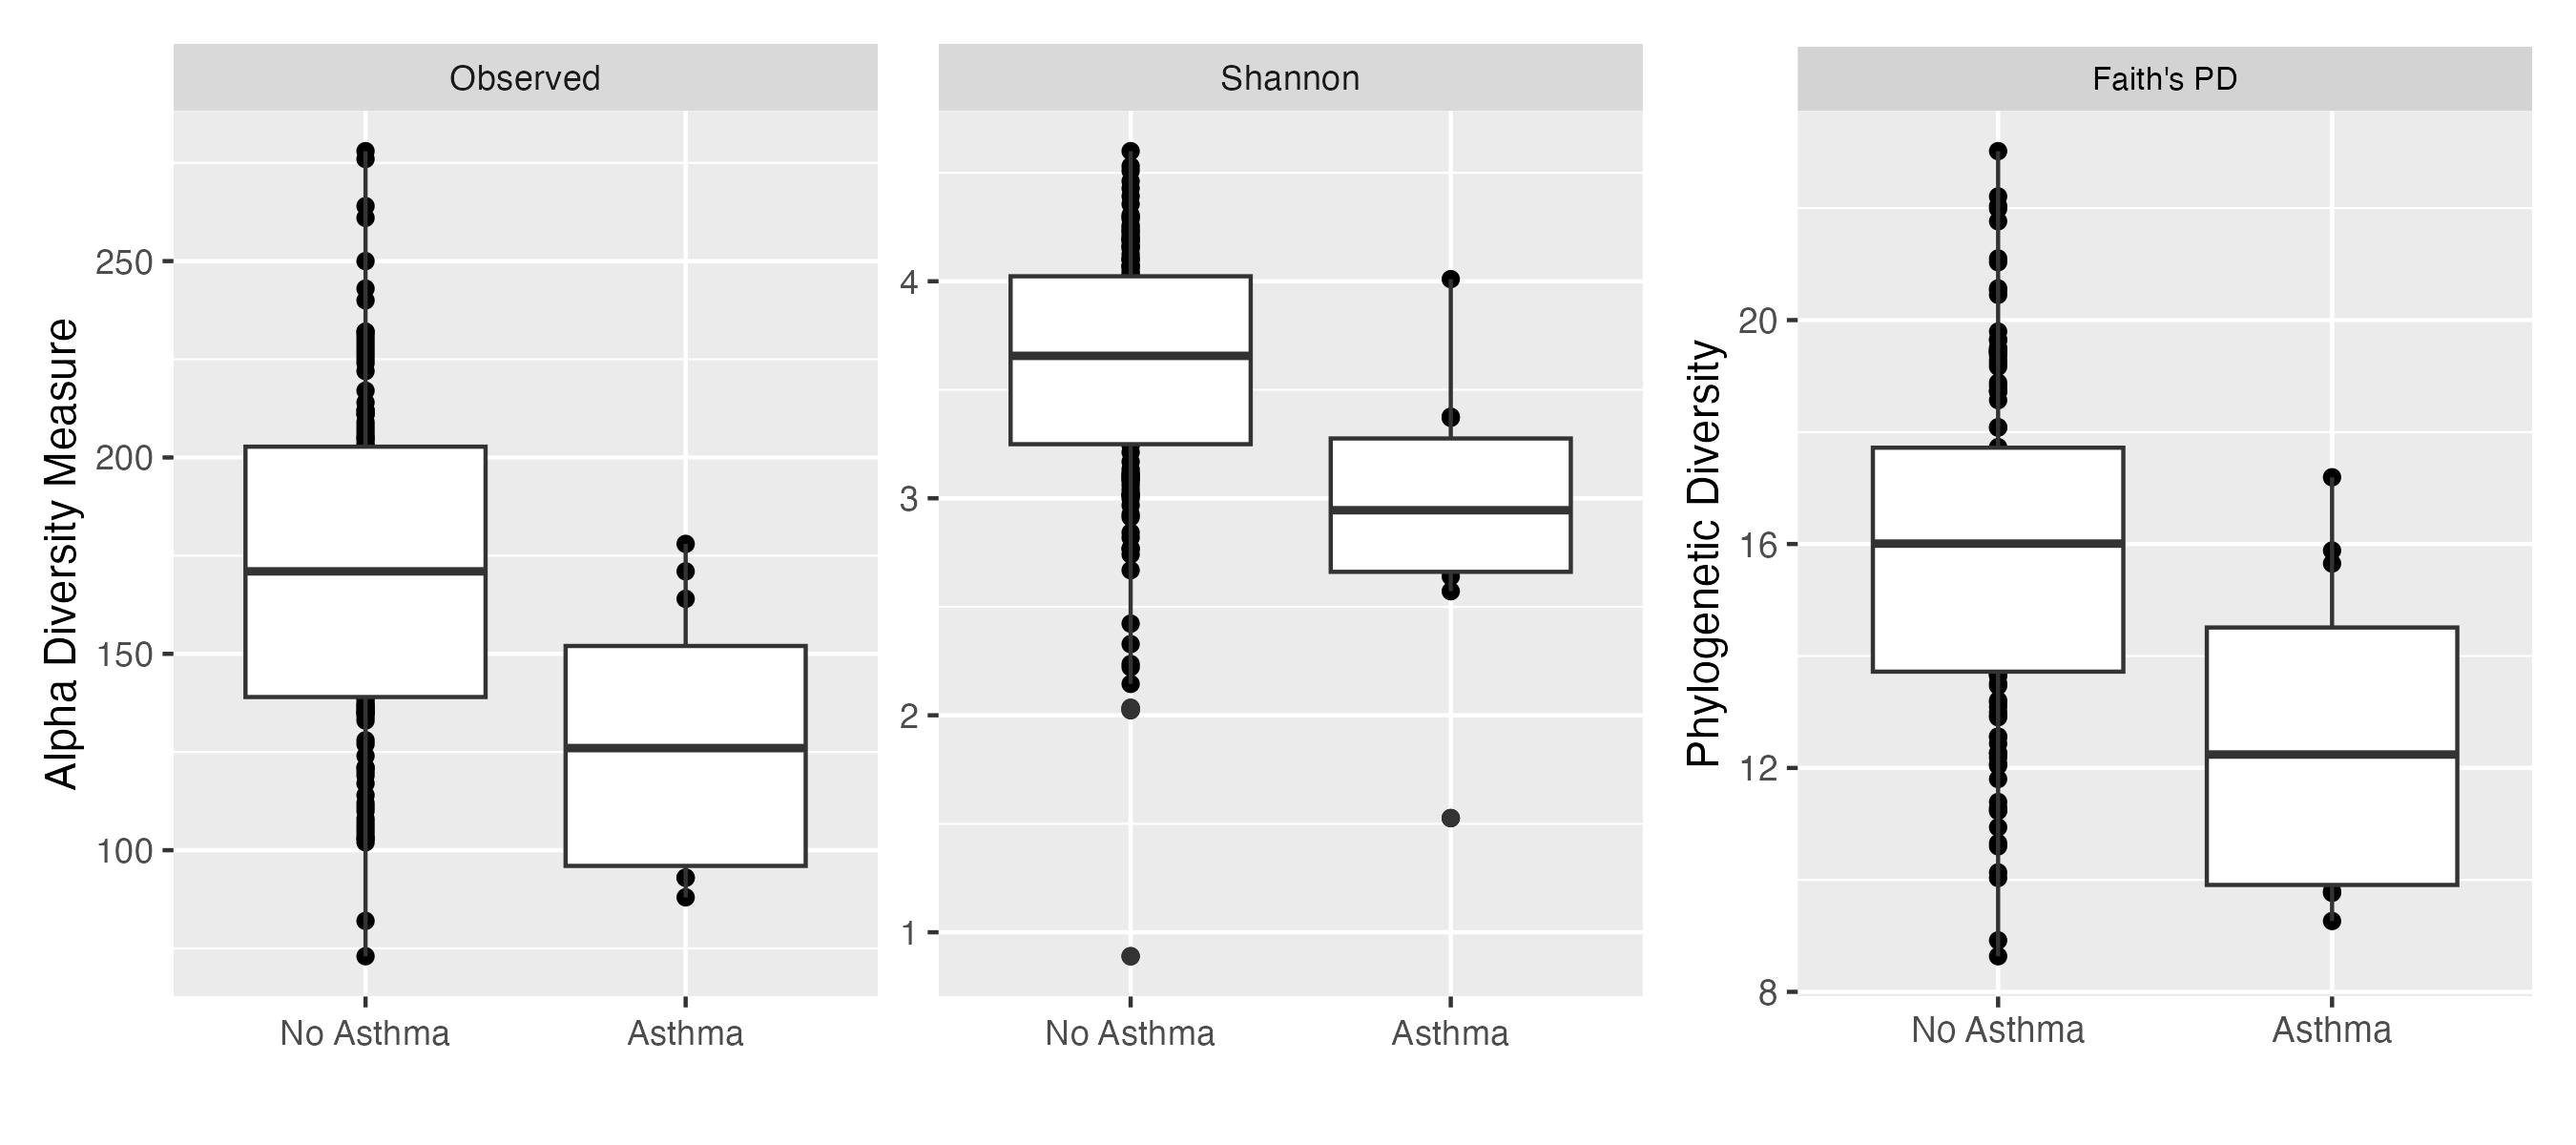 Observed
Shannon
Faith's PD
Alpha Diversity Measure
250
200
150
100
4
3
2
1
Phylogenetic Diversity
20
16
12
8
No Asthma
Asthma
No Asthma
Asthma
No Asthma
Asthma